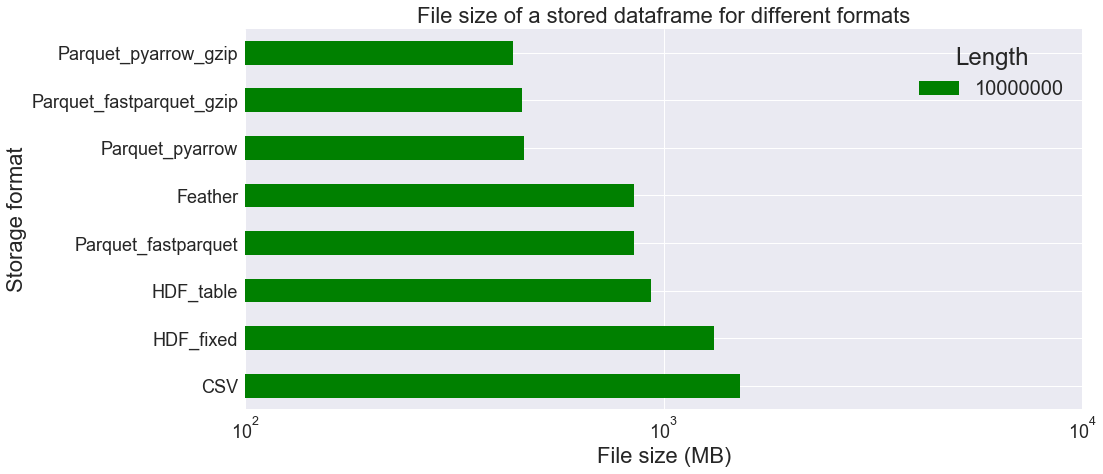 File size of a stored dataframe for different formats
Storage format
Parquet_pyarrow_gzip
Parquet_fastparquet_gzip
Parquet_pyarrow
Feather
Parquet_fastparquet
HDF_table
HDF_fixed
CSV
Length
10000000
10² 10³ 10⁴
File size (MB)